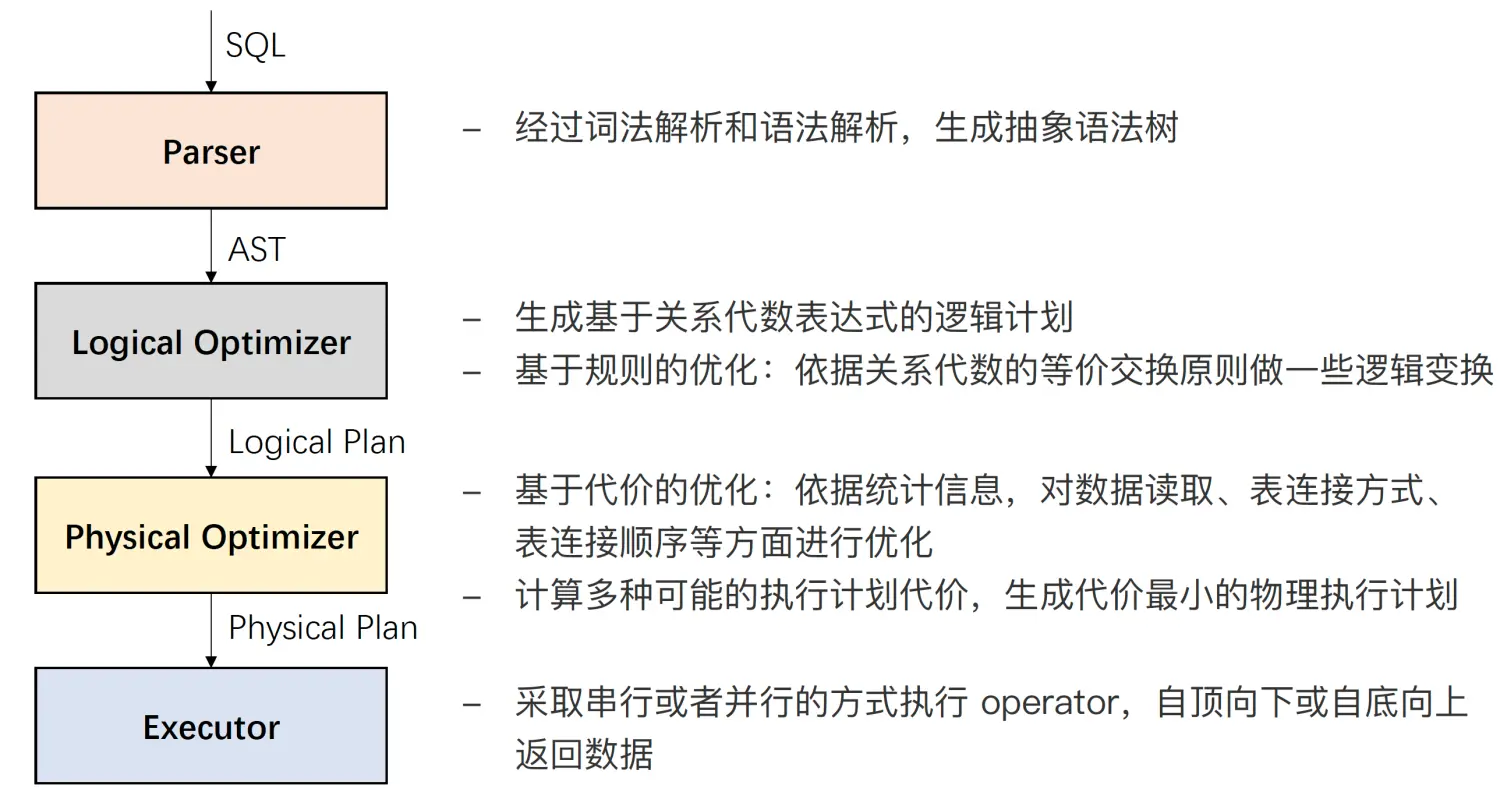 SQL
Parser
– 经过词法解析和语法解析，生成抽象语法树
AST
Logical Optimizer
– 生成基于关系代数表达式的逻辑计划
– 基于规则的优化：依据关系代数的等价交换原则做一些逻辑变换
Logical Plan
Physical Optimizer
– 基于代价的优化：依据统计信息，对数据读取、表连接方式、
表连接顺序等方面进行优化
– 计算多种可能的执行计划代价，生成代价最小的物理执行计划
Physical Plan
Executor
– 采取串行或者并行的方式执行 operator，自顶向下或自底向上
返回数据